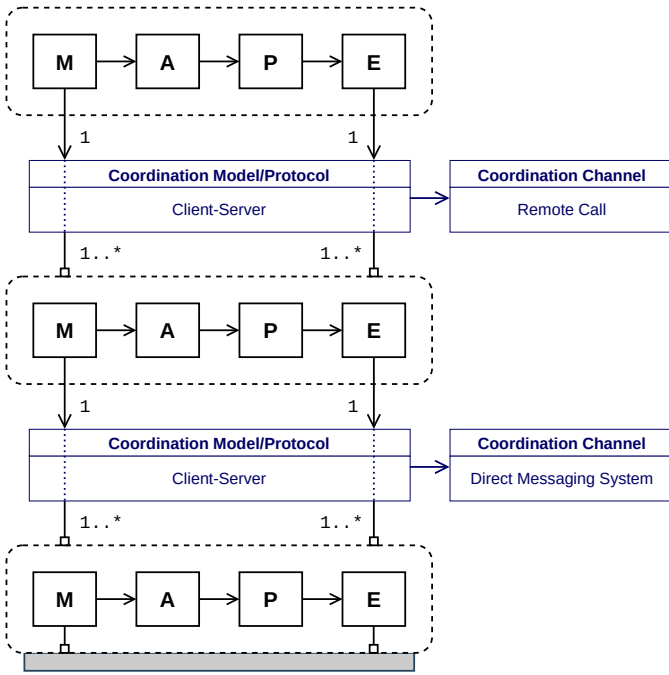 M A P E
1 1
Coordination Model/Protocol Coordination Channel
Client-Server Remote Call
1..* 1..*
M A P E
1 1
Coordination Model/Protocol Coordination Channel
Client-Server Direct Messaging System
1..* 1..*
M A P E